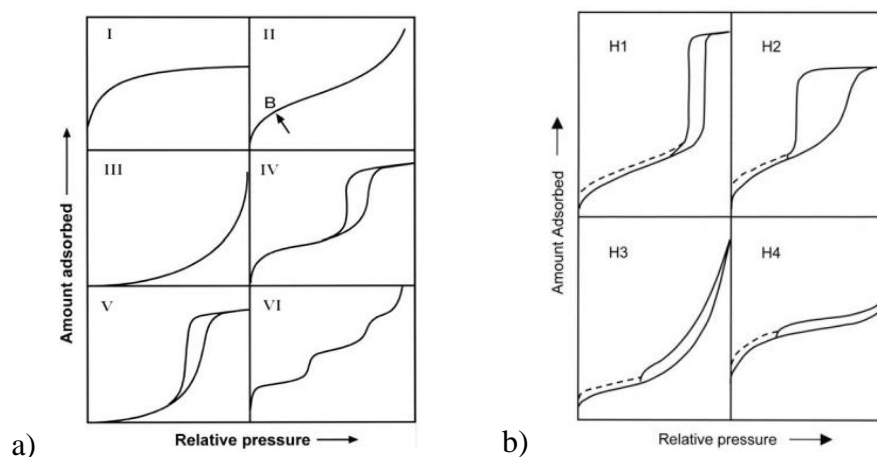 I
II
B
III
IV
V
VI
Amount adsorbed
Relative pressure
a)
H1
H2
H3
H4
Amount Adsorbed
Relative pressure
b)